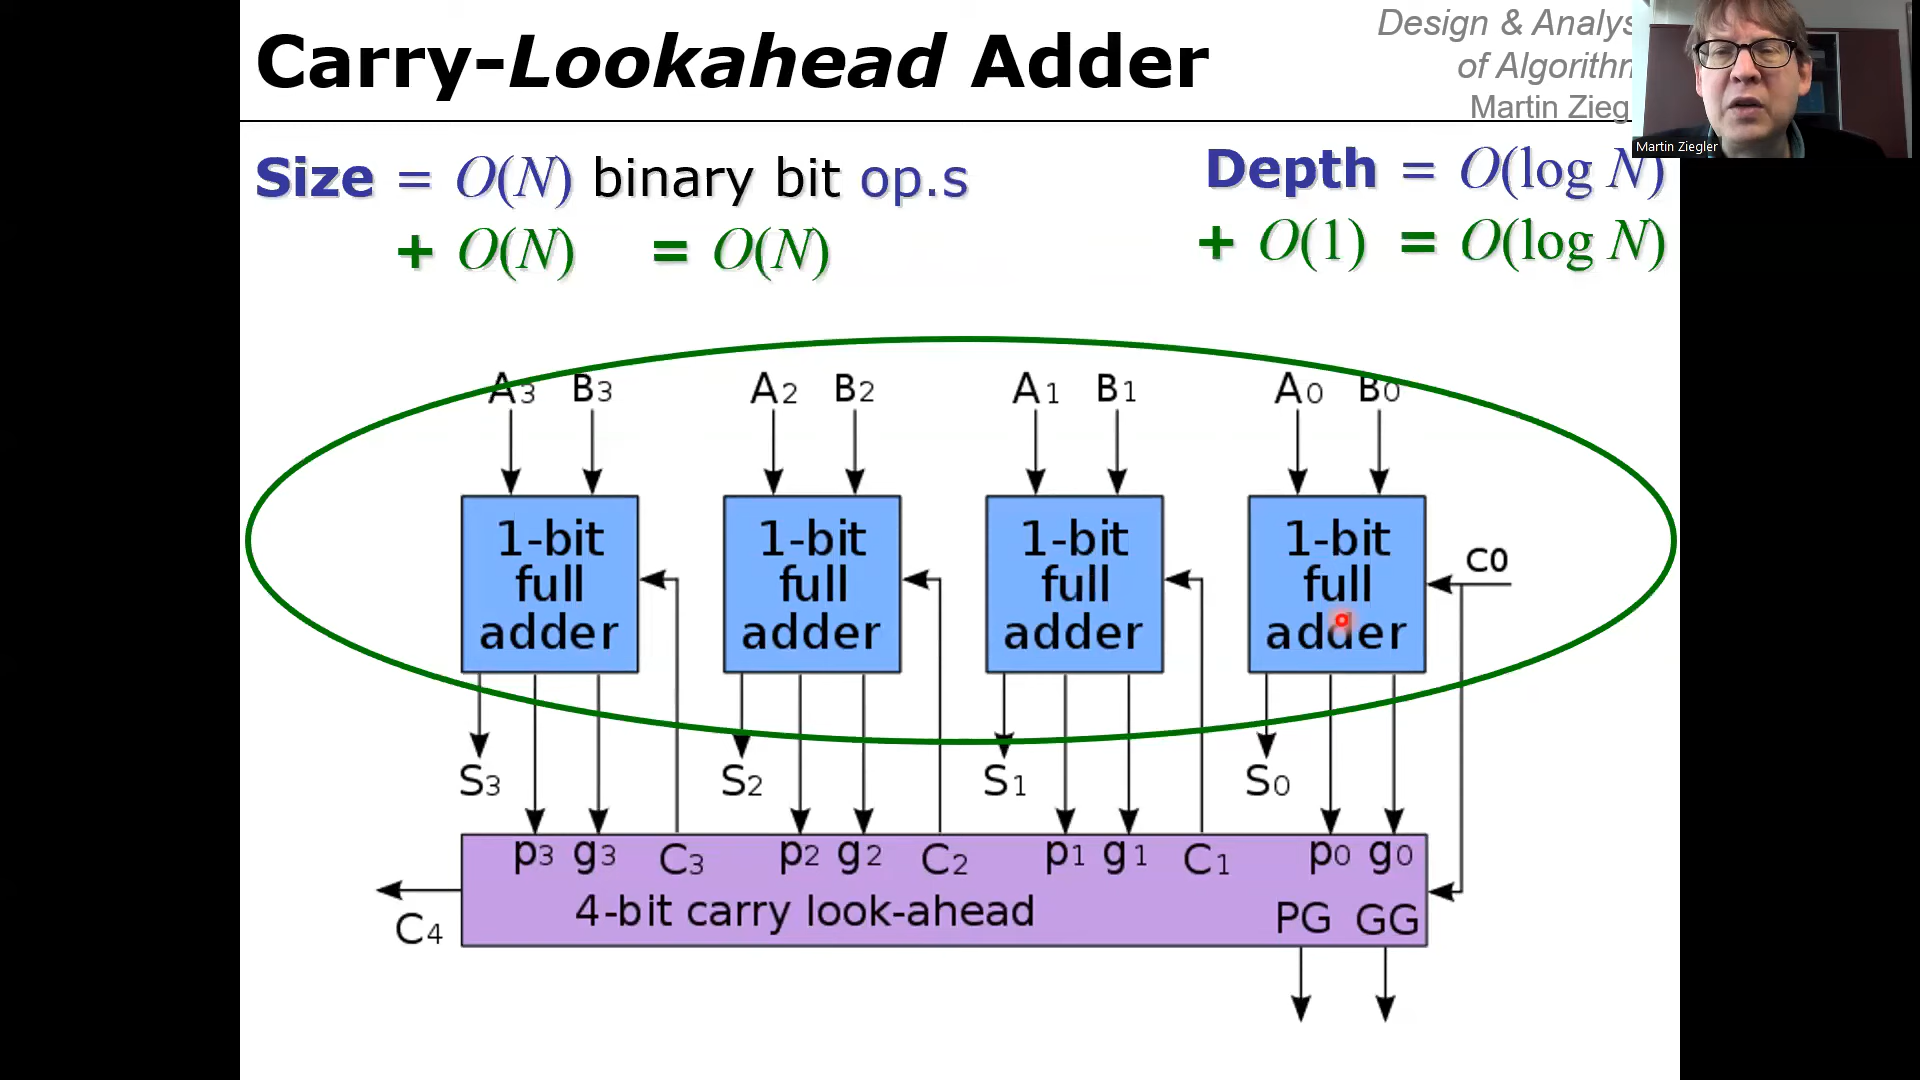 Carry-Lookahead Adder
Design & Analys
of Algorithr
Martin Zieg
Martin Ziegler
Size = O(N) binary bit op.s
+ O(N) = O(N)
Depth = O(log N)
+ O(1) = O(log N)
A3 B3 A2 B2 A1 B1 A0 B0
1-bit full adder
1-bit full adder
1-bit full adder
1-bit full adder
C0
S3 S2 S1 S0
p3 g3 C3 p2 g2 C2 p1 g1 C1 p0 g0
4-bit carry look-ahead
PG GG
C4